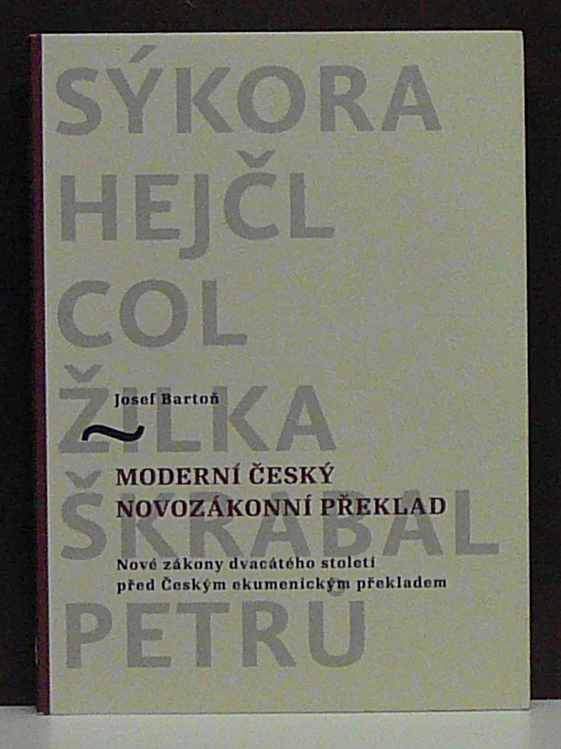 SÝKORA
HEJČL
COL
ŽILKA
ŠKRABAL
PETRŮ
Josef Bartoň
~
MODERNÍ ČESKÝ
NOVOZÁKONNÍ PŘEKLAD
Nové zákony dvacátého století
před Českým ekumenickým překladem